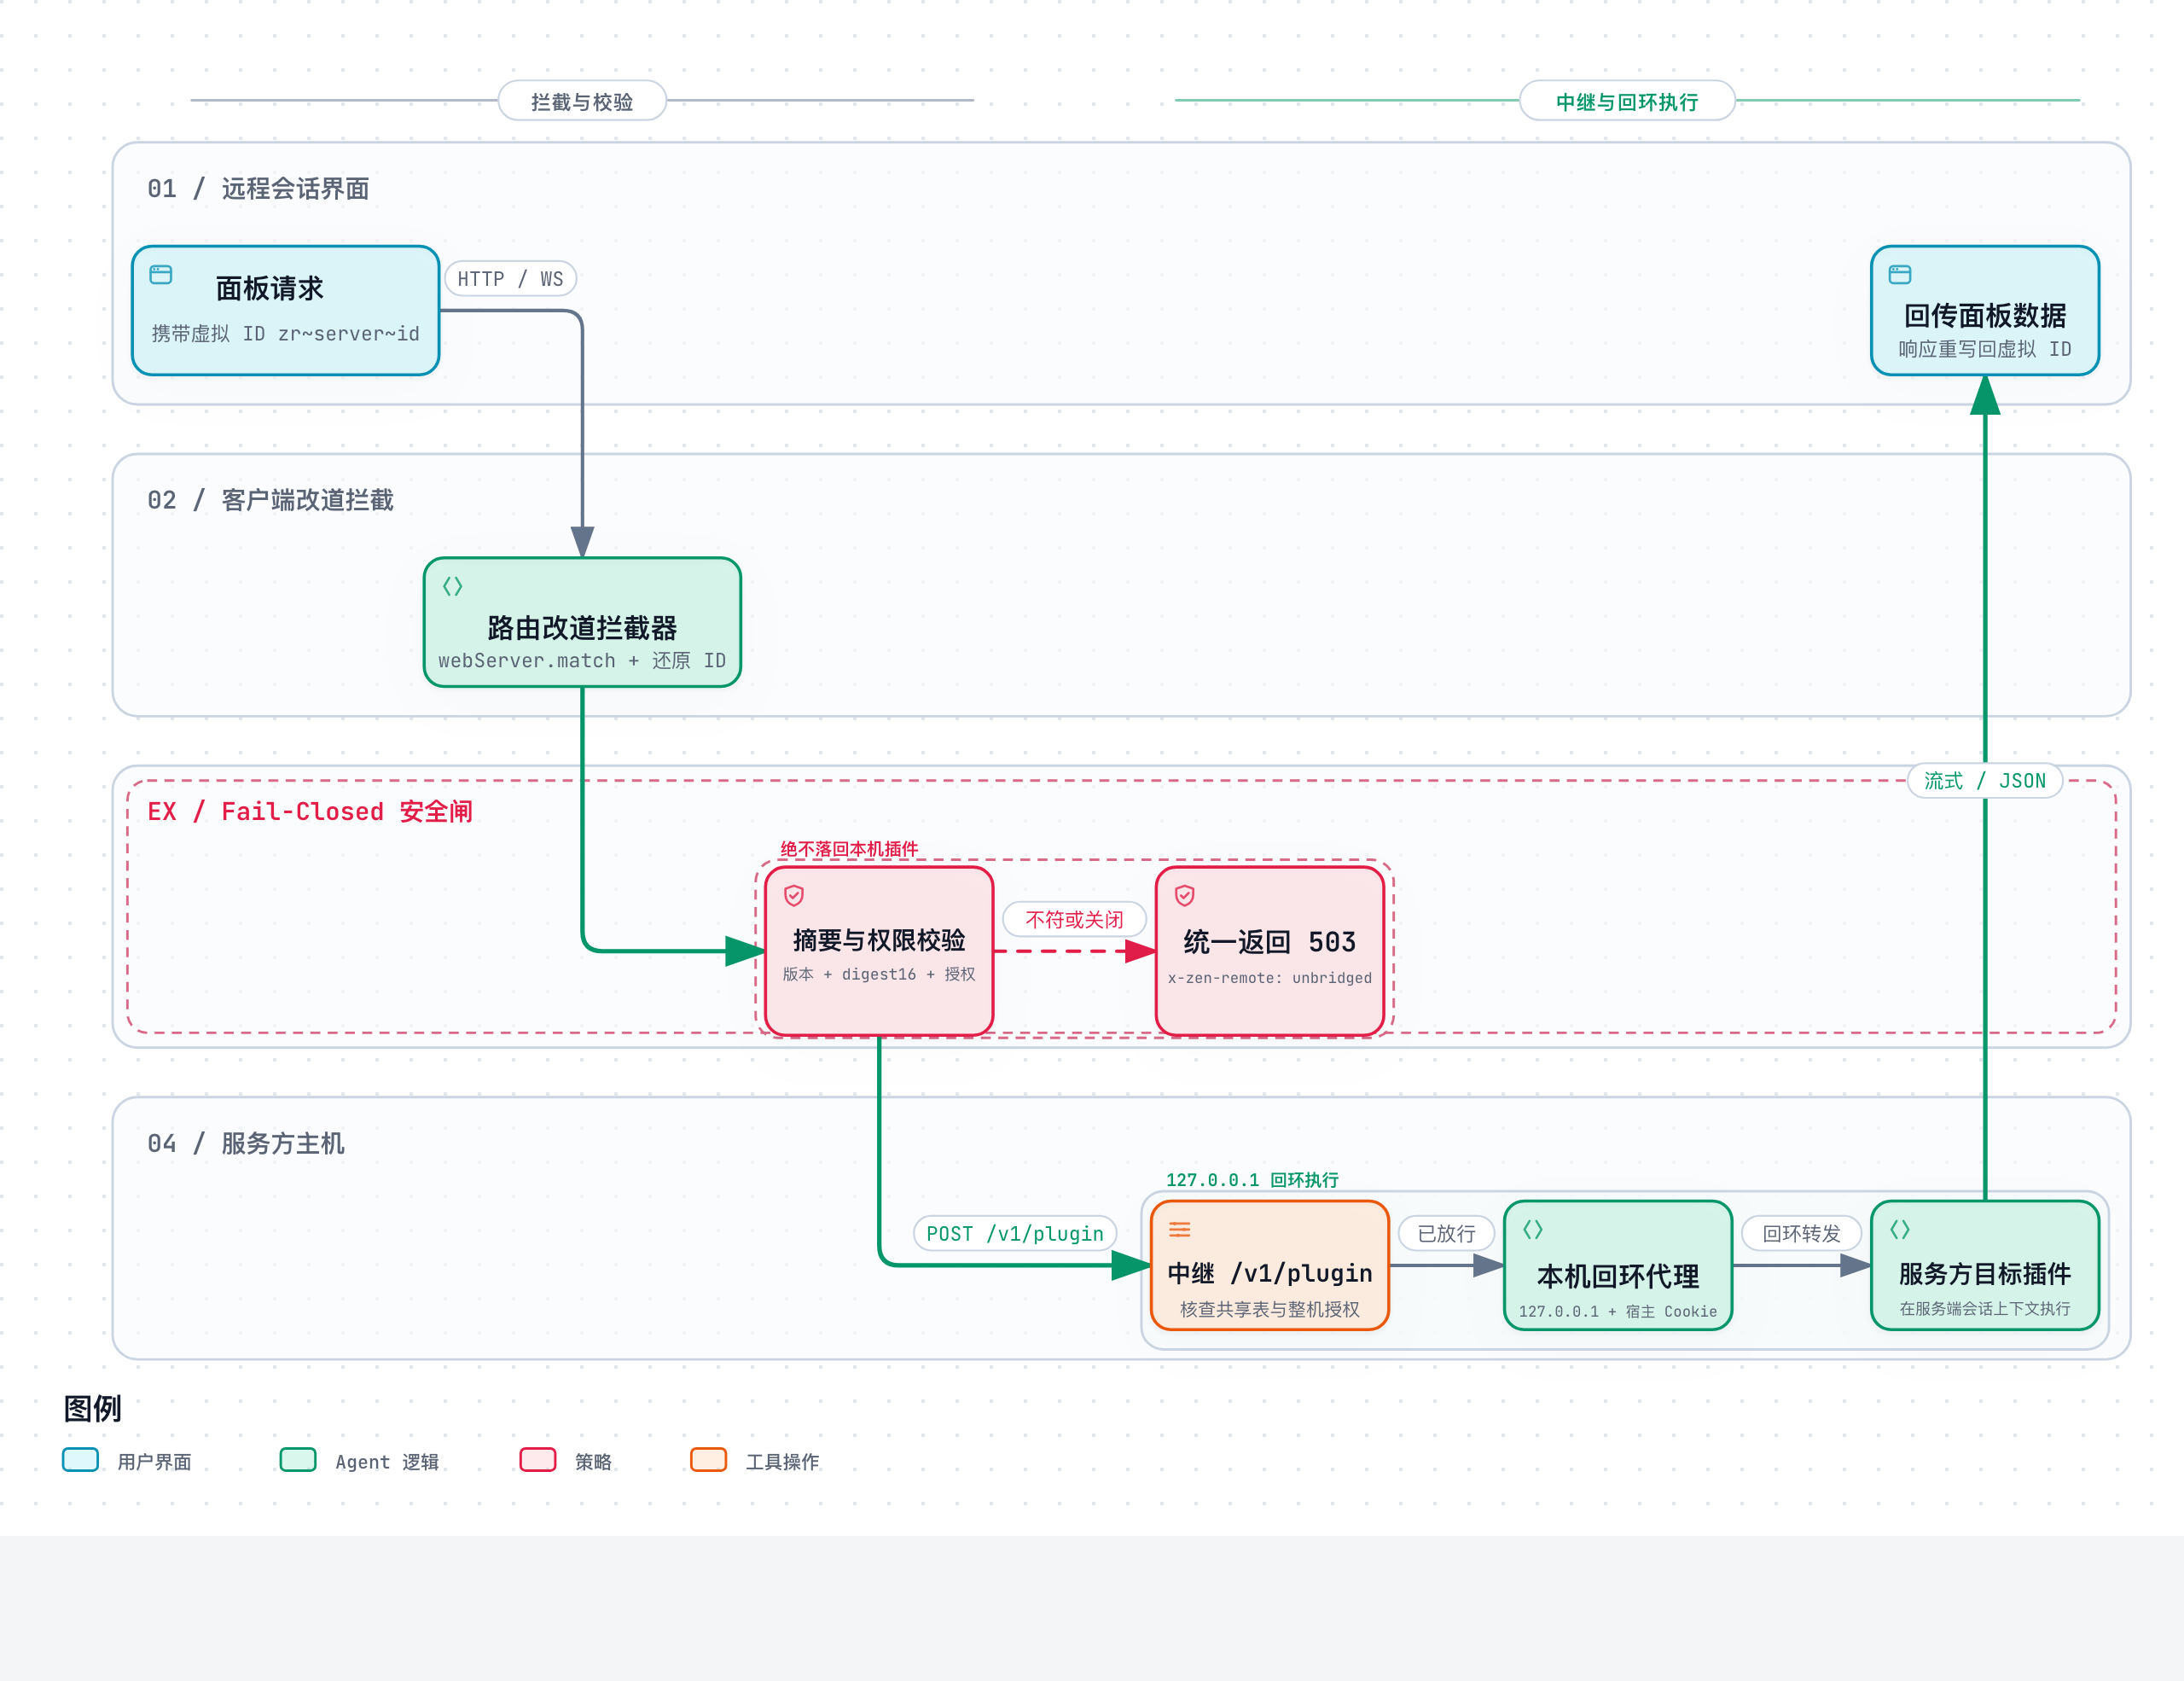 拦截与校验
中继与回环执行
01 / 远程会话界面
面板请求
携带虚拟 ID zr~server~id
HTTP / WS
回传面板数据
响应重写回虚拟 ID
02 / 客户端改道拦截
路由改道拦截器
webServer.match + 还原 ID
流式 / JSON
EX / Fail-Closed 安全闸
绝不落回本机插件
摘要与权限校验
版本 + digest16 + 授权
不符或关闭
统一返回 503
x-zen-remote: unbridged
04 / 服务方主机
127.0.0.1 回环执行
POST /v1/plugin
中继 /v1/plugin
核查共享表与整机授权
已放行
本机回环代理
127.0.0.1 + 宿主 Cookie
回环转发
服务方目标插件
在服务端会话上下文执行
图例
用户界面
Agent 逻辑
策略
工具操作